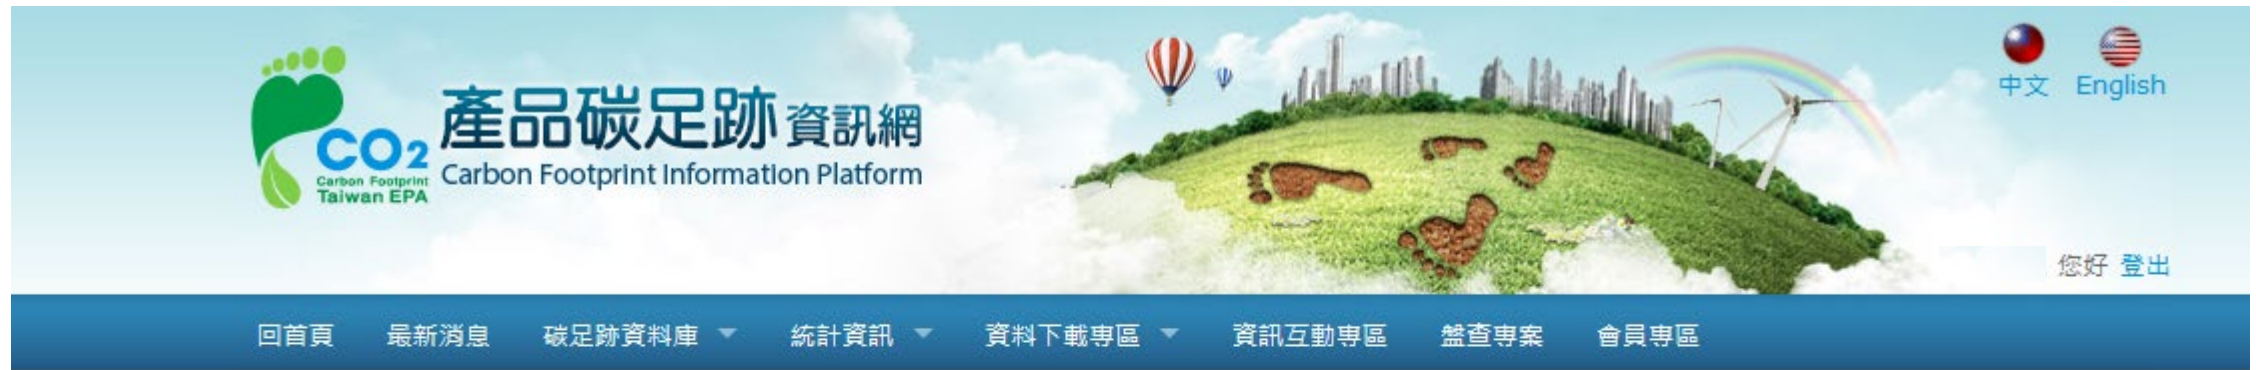 中文 English
產品碳足跡資訊網
CO2
Carbon Footprint Information Platform
Carbon Footprint
Taiwan EPA
您好 登出
回首頁 最新消息 碳足跡資料庫 統計資訊 資料下載專區 資訊互動專區 盤查專案 會員專區